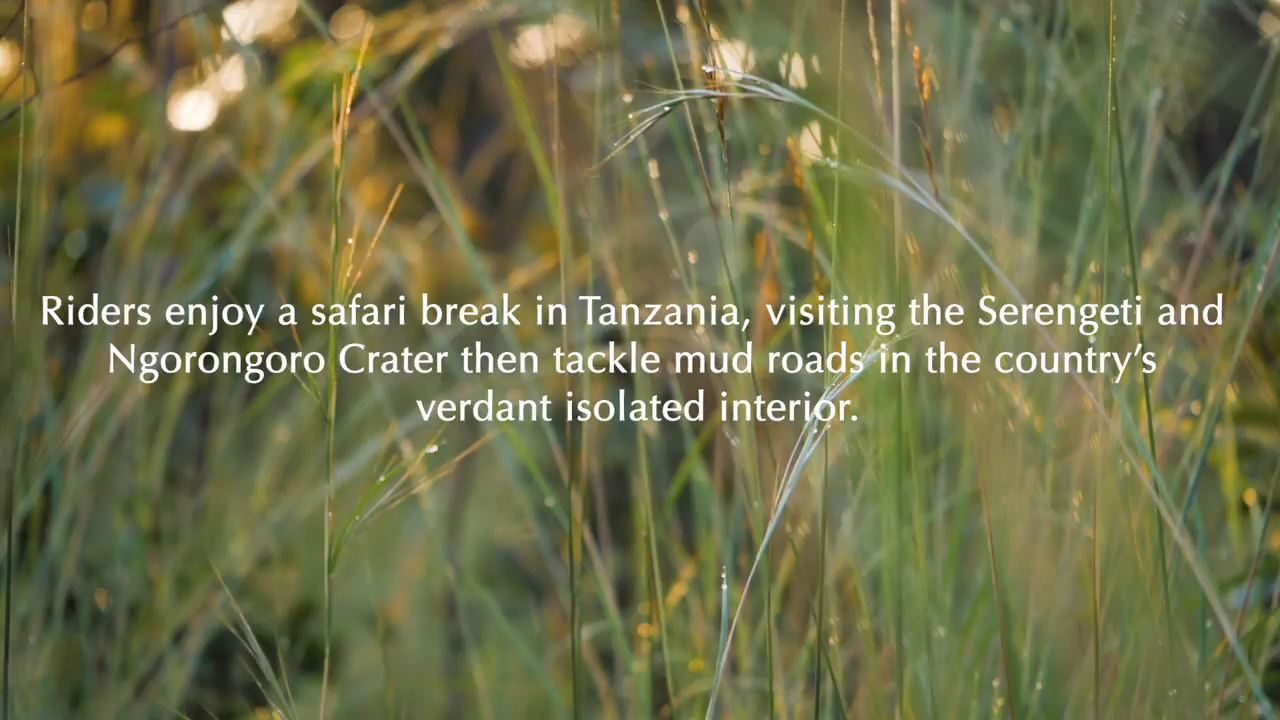 Riders enjoy a safari break in Tanzania, visiting the Serengeti and
Ngorongoro Crater then tackle mud roads in the country’s
verdant isolated interior.